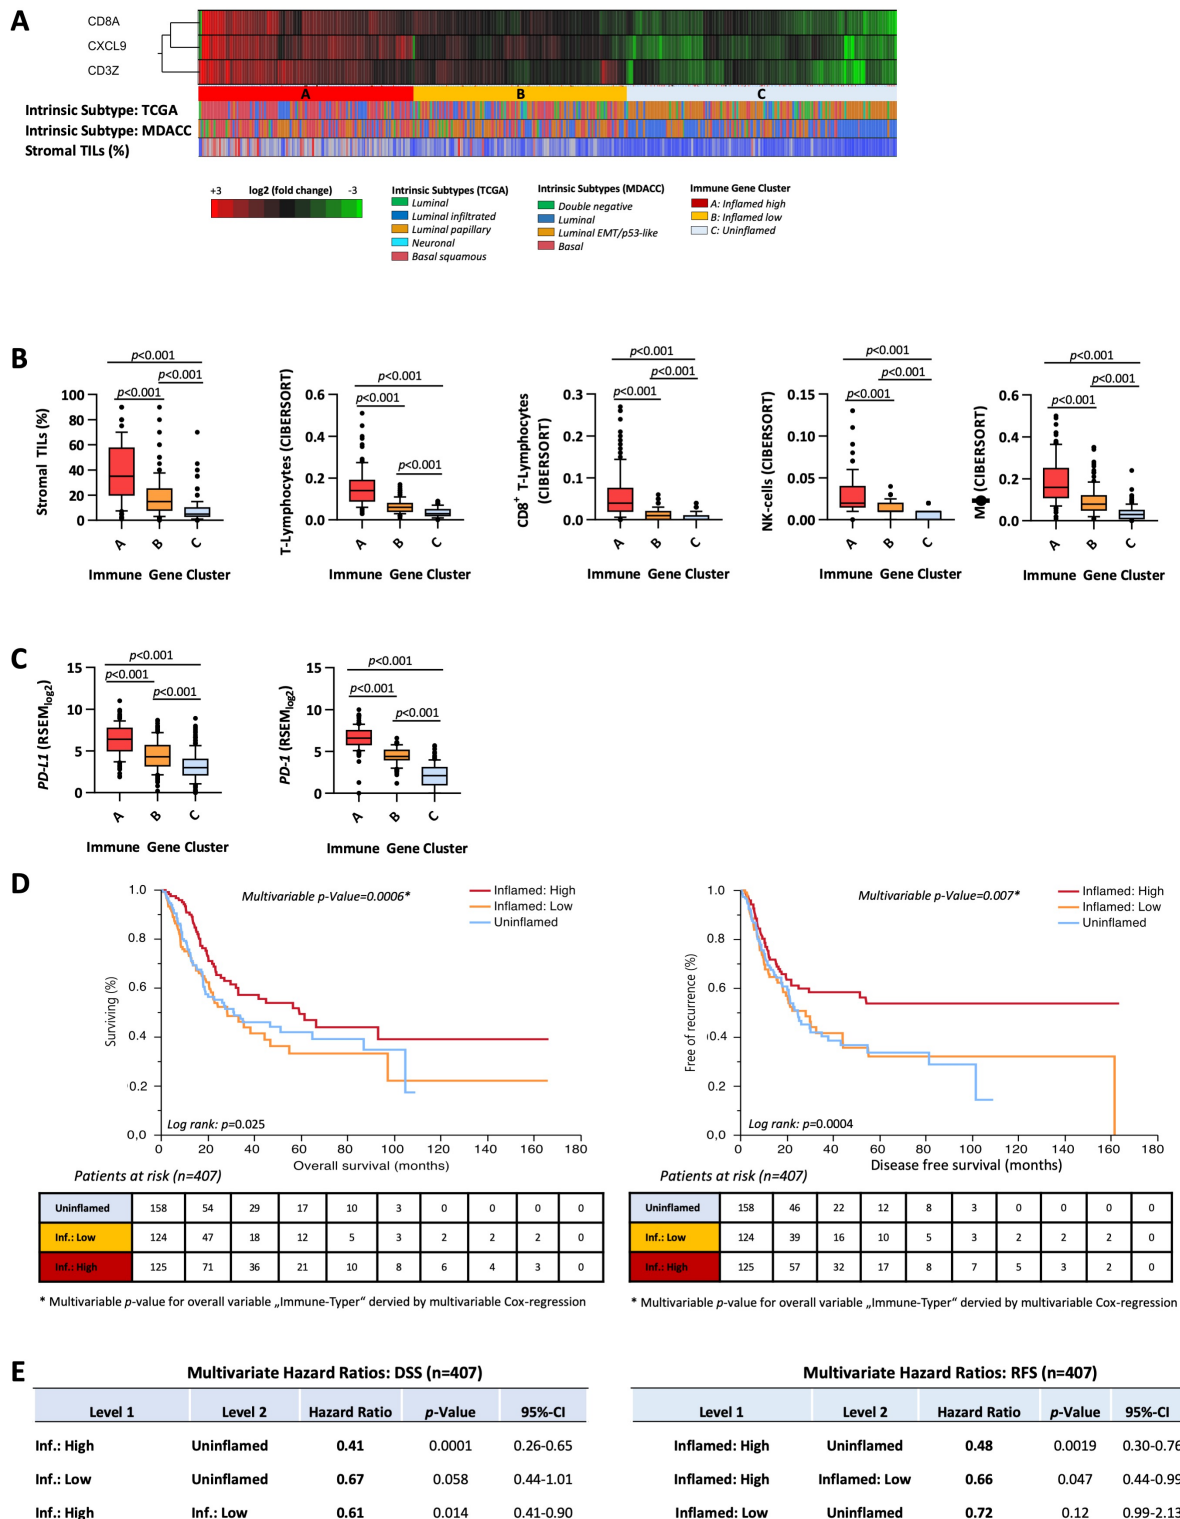 A
CD8A
CXCL9
CD3Z
A B C
Intrinsic Subtype: TCGA
Intrinsic Subtype: MDACC
Stromal TILs (%)
+3 log2 (fold change) -3
Intrinsic Subtypes (TCGA)
Luminal
Luminal infiltrated
Luminal papillary
Neuronal
Basal squamous
Intrinsic Subtypes (MDACC)
Double negative
Luminal
Luminal EMT/p53-like
Basal
Immune Gene Cluster
A: Inflamed high
B: Inflamed low
C: Uninflamed
B
p<0.001
p<0.001
p<0.001
Stromal TILs (%)
100
80
60
40
20
0
A B C
Immune Gene Cluster
p<0.001
p<0.001
p<0.001
T-Lymphocytes (CIBERSORT)
0.6
0.4
0.2
0.0
A B C
Immune Gene Cluster
p<0.001
p<0.001
p<0.001
CD8+ T-Lymphocytes
(CIBERSORT)
0.3
0.2
0.1
0.0
A B C
Immune Gene Cluster
p<0.001
p<0.001
p<0.001
NK-cells (CIBERSORT)
0.15
0.10
0.05
0.00
A B C
Immune Gene Cluster
p<0.001
p<0.001
p<0.001
(CIBERSORT)
0.6
0.4
0.2
0.0
A B C
Immune Gene Cluster
C
p<0.001
p<0.001
p<0.001
PD-L1 (RSEMlog2)
15
10
5
0
A B C
Immune Gene Cluster
p<0.001
p<0.001
p<0.001
PD-1 (RSEMlog2)
15
10
5
0
A B C
Immune Gene Cluster
D
Multivariable p-Value=0.0006*
Inflamed: High
Inflamed: Low
Uninflamed
Surviving (%)
1.0
0.8
0.6
0.4
0.2
0,0
Log rank: p=0.025
0 20 40 60 80 100 120 140 160 180
Overall survival (months)
Patients at risk (n=407)
Uninflamed 158 54 29 17 10 3 0 0 0 0
Inf.: Low 124 47 18 12 5 3 2 2 2 0
Inf.: High 125 71 36 21 10 8 6 4 3 0
* Multivariable p-value for overall variable „Immune-Typer“ dervied by multivariable Cox-regression
Multivariable p-Value=0.007*
Inflamed: High
Inflamed: Low
Uninflamed
Free of recurrence (%)
1.0
0.8
0.6
0.4
0.2
0,0
Log rank: p=0.0004
0 20 40 60 80 100 120 140 160 180
Disease free survival (months)
Patients at risk (n=407)
Uninflamed 158 46 22 12 8 3 0 0 0 0
Inf.: Low 124 39 16 10 5 3 2 2 2 0
Inf.: High 125 57 32 17 8 7 5 3 2 0
* Multivariable p-value for overall variable „Immune-Typer“ dervied by multivariable Cox-regression
E
Multivariate Hazard Ratios: DSS (n=407)
Level 1 Level 2 Hazard Ratio p-Value 95%-CI
Inf.: High Uninflamed 0.41 0.0001 0.26-0.65
Inf.: Low Uninflamed 0.67 0.058 0.44-1.01
Inf.: High Inf.: Low 0.61 0.014 0.41-0.90
Multivariate Hazard Ratios: RFS (n=407)
Level 1 Level 2 Hazard Ratio p-Value 95%-CI
Inflamed: High Uninflamed 0.48 0.0019 0.30-0.76
Inflamed: High Inflamed: Low 0.66 0.047 0.44-0.99
Inflamed: Low Uninflamed 0.72 0.12 0.99-2.13